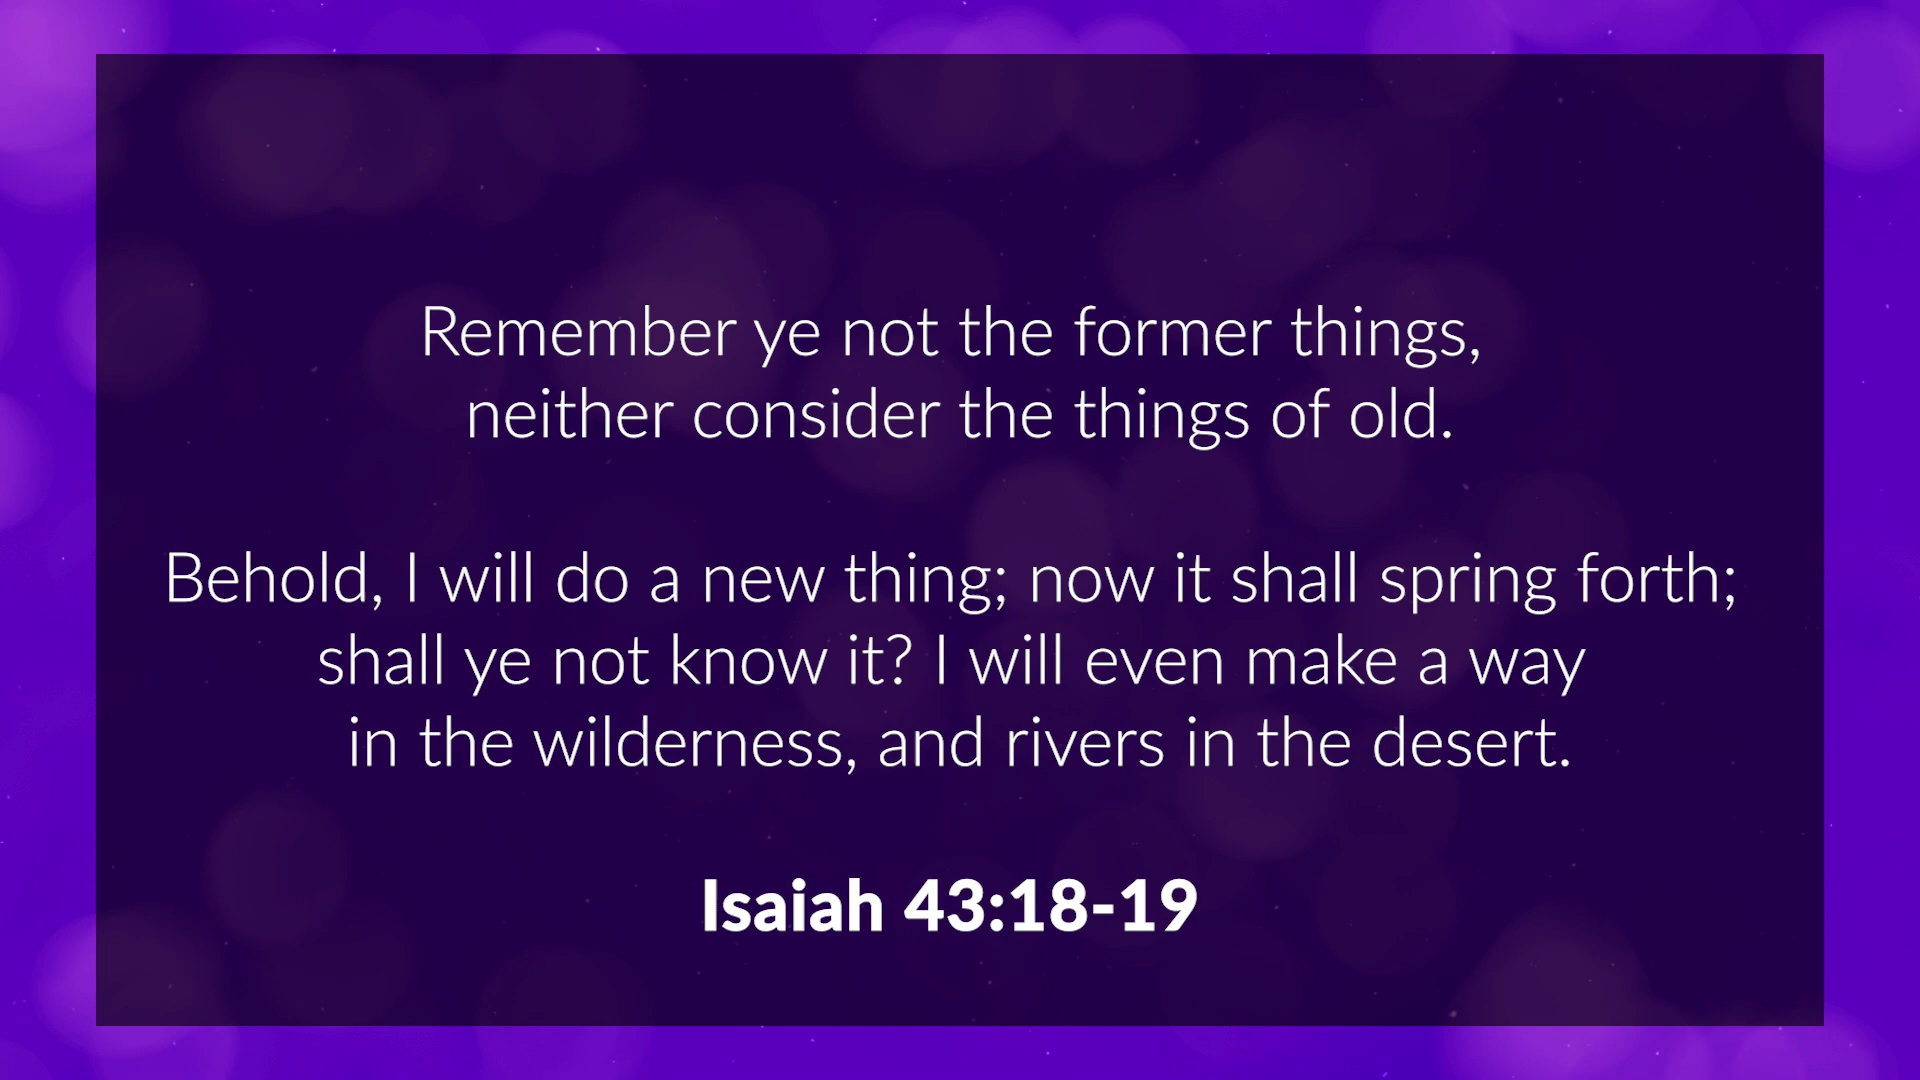 Remember ye not the former things,
neither consider the things of old.
Behold, I will do a new thing; now it shall spring forth;
shall ye not know it? I will even make a way
in the wilderness, and rivers in the desert.
Isaiah 43:18-19